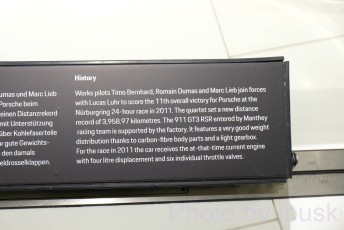 umas und Marc Lieb
Porsche beim
einen Distanzrekord
mit Unterstützung
über Kohlefaserteile
r gute Gewichts-
den damals
eldrosselklappen.
History
Works pilots Timo Bernhard, Romain Dumas and Marc Lieb join forces
with Lucas Luhr to score the 11th overall victory for Porsche at the
Nürburgring 24-hour race in 2011. The quartet set a new distance
record of 3,958.97 kilometres. The 911 GT3 RSR entered by Manthey
racing team is supported by the factory. It features a very good weight
distribution thanks to carbon-fibre body parts and a light gearbox.
For the race in 2011 the car receives the at-that-time current engine
with four litre displacement and six individual throttle valves.
Photo by: busk